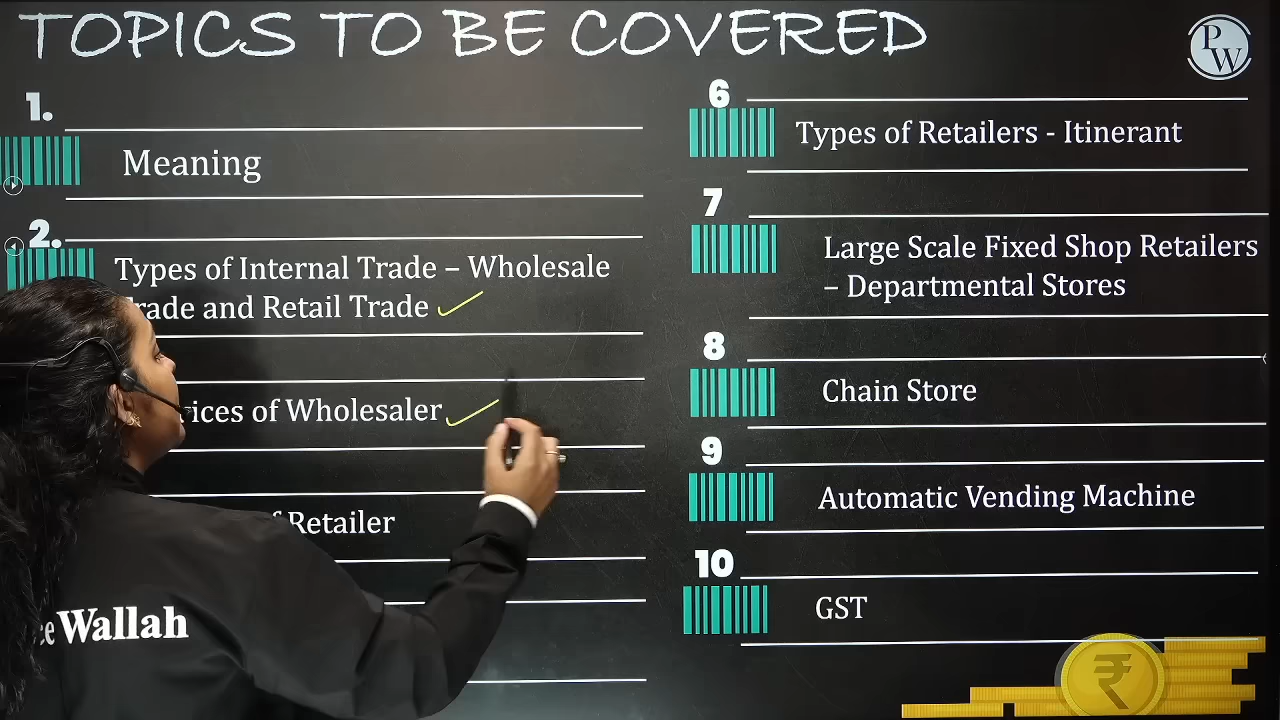 TOPICS TO BE COVERED
PW
1.
Meaning
2.
Types of Internal Trade – Wholesale
Trade and Retail Trade
of Wholesaler
Retailer
Wallah
6
Types of Retailers - Itinerant
7
Large Scale Fixed Shop Retailers
– Departmental Stores
8
Chain Store
9
Automatic Vending Machine
10
GST
₹